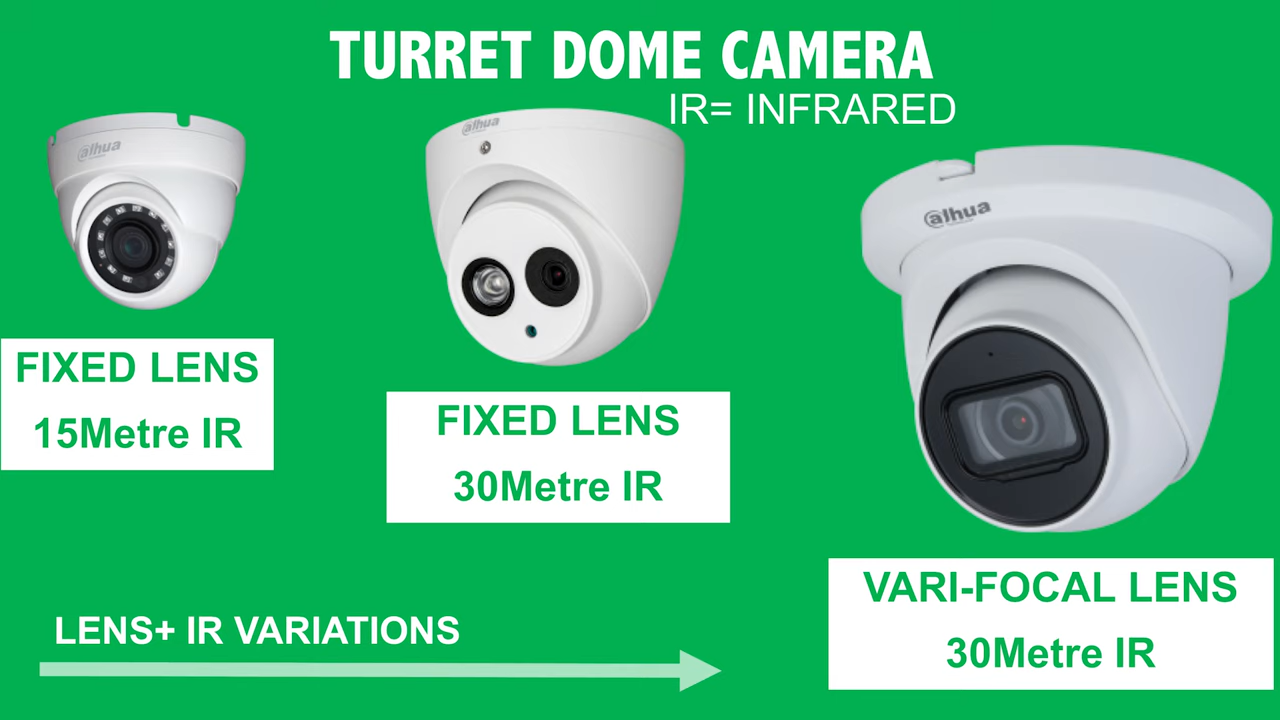 TURRET DOME CAMERA
IR= INFRARED
alhua
alhua
alhua
FIXED LENS
15Metre IR
FIXED LENS
30Metre IR
VARI-FOCAL LENS
30Metre IR
LENS+ IR VARIATIONS